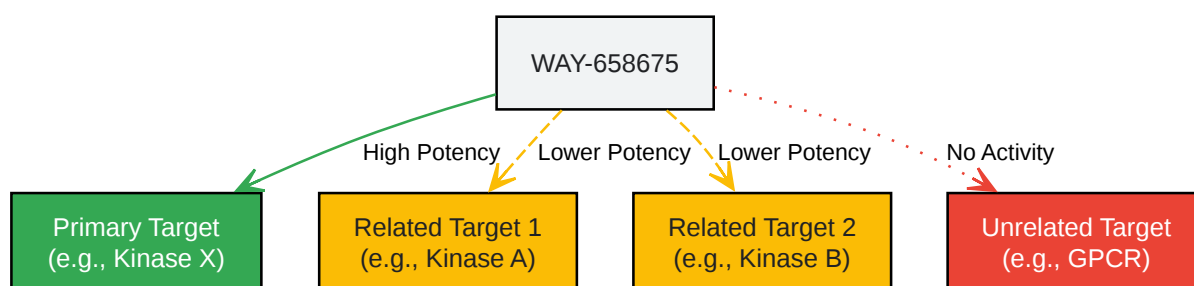 WAY-658675
High Potency
Lower Potency
Lower Potency
No Activity
Primary Target
(e.g., Kinase X)
Related Target 1
(e.g., Kinase A)
Related Target 2
(e.g., Kinase B)
Unrelated Target
(e.g., GPCR)